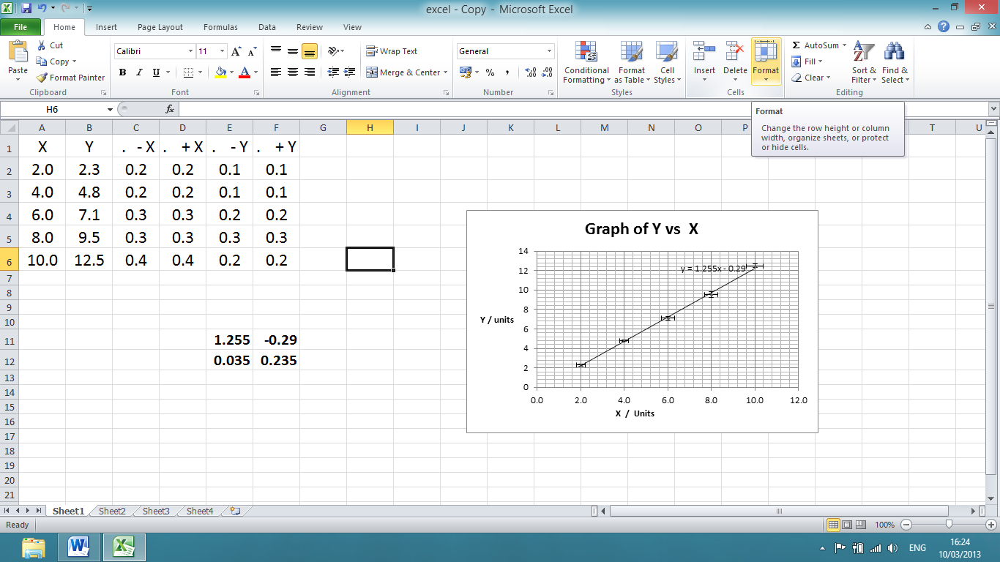 excel - Copy - Microsoft Excel
File Home Insert Page Layout Formulas Data Review View
Paste
Cut
Copy
Format Painter
Clipboard
Calibri 11
B I U
Font
Wrap Text
Merge & Center
Alignment
General
% ,
Number
Conditional Formatting
Format as Table
Cell Styles
Styles
Insert Delete Format
Cells
Σ AutoSum
Fill
Clear
Sort & Filter
Find & Select
Editing
H6 fx
Format
Change the row height or column
width, organize sheets, or protect
or hide cells.
A B C D E F G H I J K L M N O P T U
1 X Y . - X . + X . - Y . + Y
2 2.0 2.3 0.2 0.2 0.1 0.1
3 4.0 4.8 0.2 0.2 0.1 0.1
4 6.0 7.1 0.3 0.3 0.2 0.2
5 8.0 9.5 0.3 0.3 0.3 0.3
6 10.0 12.5 0.4 0.4 0.2 0.2
7
8
9
10
11 1.255 -0.29
12 0.035 0.235
13
14
15
16
17
18
19
20
21
Graph of Y vs X
14
12
10
8
6
4
2
0
y = 1.255x - 0.29
Y / units
0.0 2.0 4.0 6.0 8.0 10.0 12.0
X / Units
Sheet1 Sheet2 Sheet3 Sheet4
Ready 100%
ENG
16:24
10/03/2013